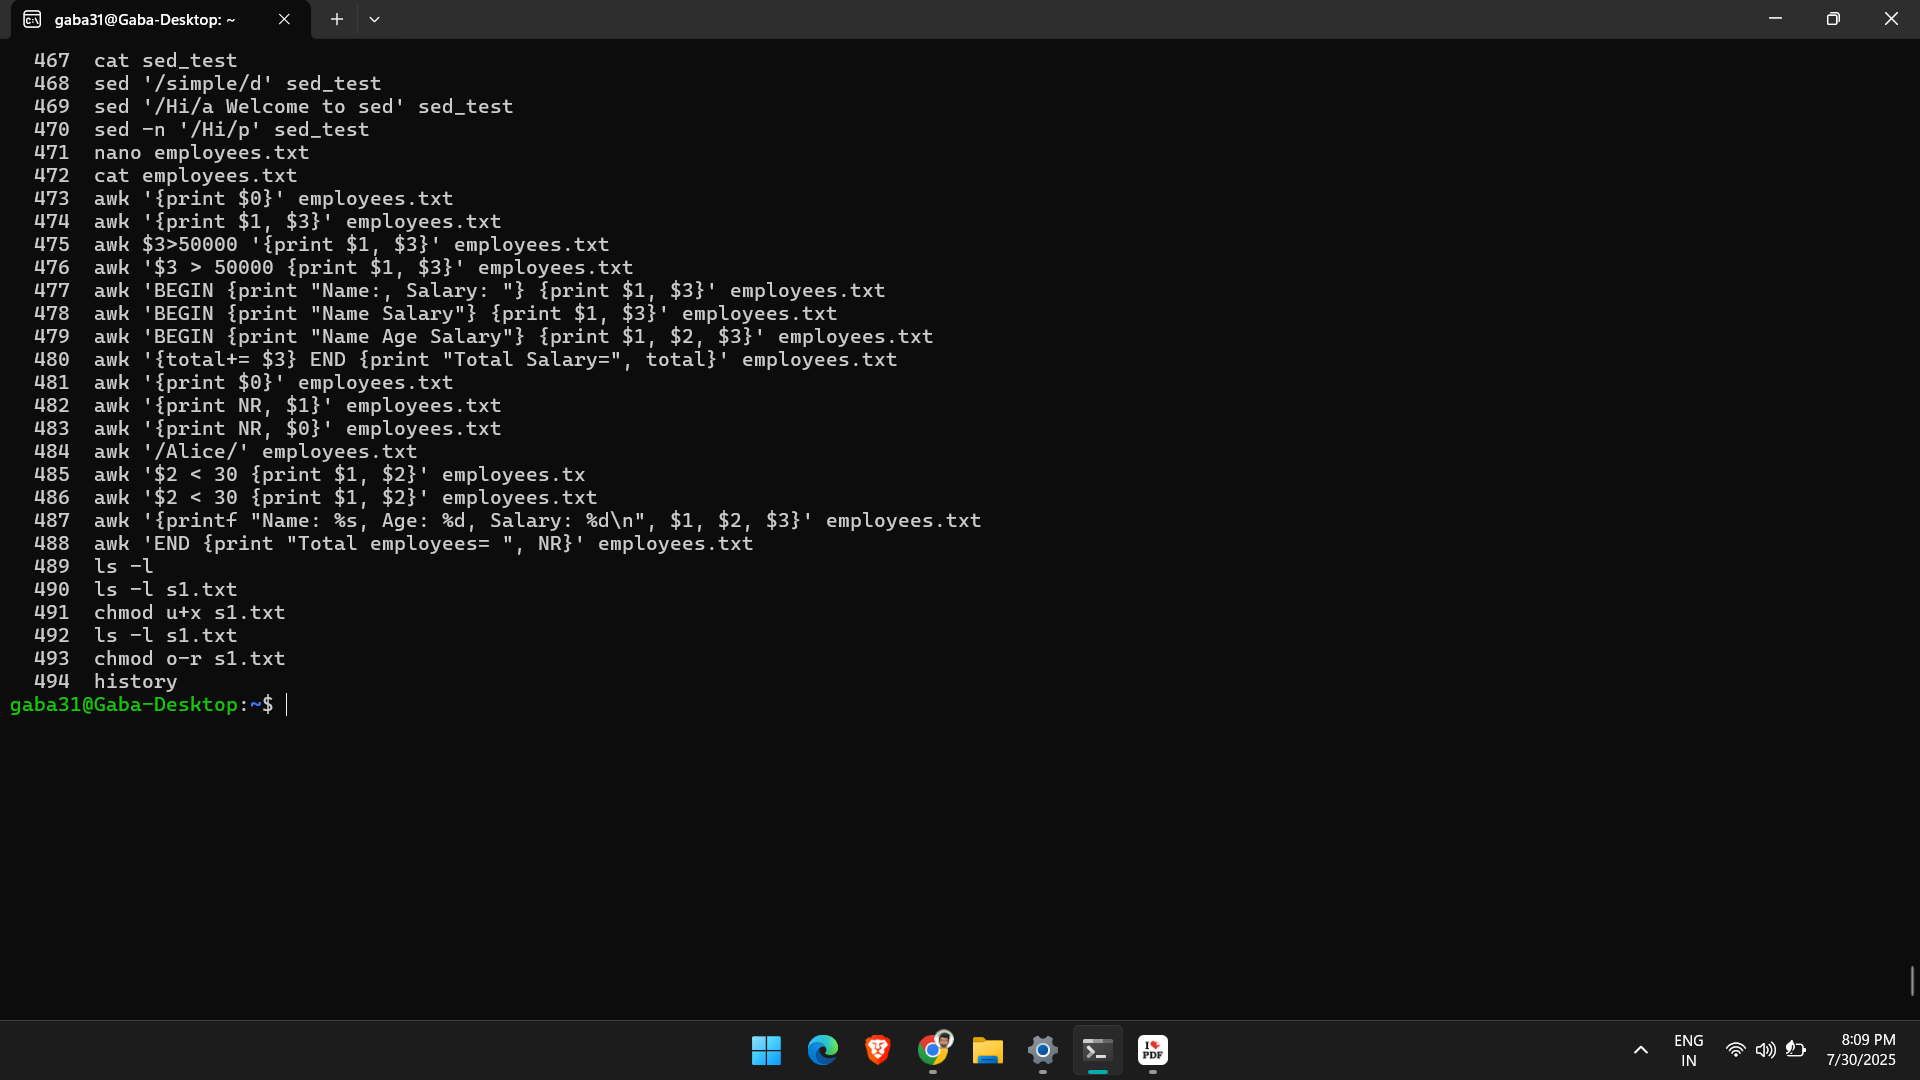 gaba31@Gaba-Desktop: ~
467 cat sed_test
468 sed '/simple/d' sed_test
469 sed '/Hi/a Welcome to sed' sed_test
470 sed -n '/Hi/p' sed_test
471 nano employees.txt
472 cat employees.txt
473 awk '{print $0}' employees.txt
474 awk '{print $1, $3}' employees.txt
475 awk $3>50000 '{print $1, $3}' employees.txt
476 awk '$3 > 50000 {print $1, $3}' employees.txt
477 awk 'BEGIN {print "Name:, Salary: "} {print $1, $3}' employees.txt
478 awk 'BEGIN {print "Name Salary"} {print $1, $3}' employees.txt
479 awk 'BEGIN {print "Name Age Salary"} {print $1, $2, $3}' employees.txt
480 awk '{total+= $3} END {print "Total Salary=", total}' employees.txt
481 awk '{print $0}' employees.txt
482 awk '{print NR, $1}' employees.txt
483 awk '{print NR, $0}' employees.txt
484 awk '/Alice/' employees.txt
485 awk '$2 < 30 {print $1, $2}' employees.tx
486 awk '$2 < 30 {print $1, $2}' employees.txt
487 awk '{printf "Name: %s, Age: %d, Salary: %d\n", $1, $2, $3}' employees.txt
488 awk 'END {print "Total employees= ", NR}' employees.txt
489 ls -l
490 ls -l s1.txt
491 chmod u+x s1.txt
492 ls -l s1.txt
493 chmod o-r s1.txt
494 history
gaba31@Gaba-Desktop:~$
I PDF
ENG
IN
8:09 PM
7/30/2025